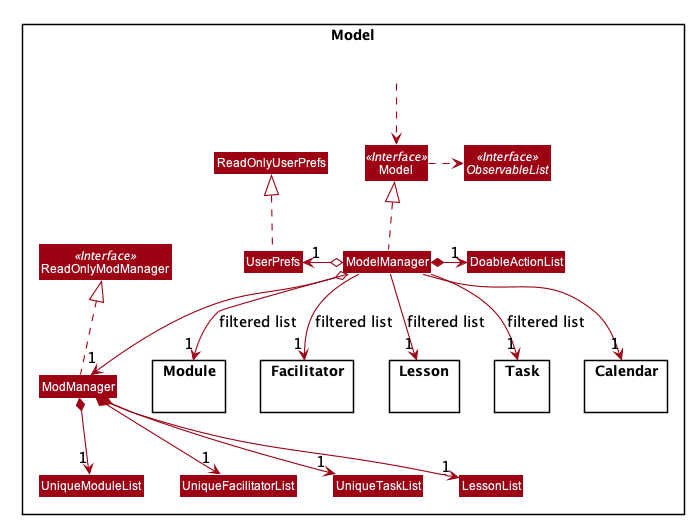 Model
ReadOnlyUserPrefs
«Interface»
Model
«Interface»
ObservableList
«Interface»
ReadOnlyModManager
UserPrefs
1
ModelManager
1
DoableActionList
filtered list
filtered list
filtered list
filtered list
1
1
1
1
1
1
Module
Facilitator
Lesson
Task
Calendar
ModManager
1
1
1
1
UniqueModuleList
UniqueFacilitatorList
UniqueTaskList
LessonList